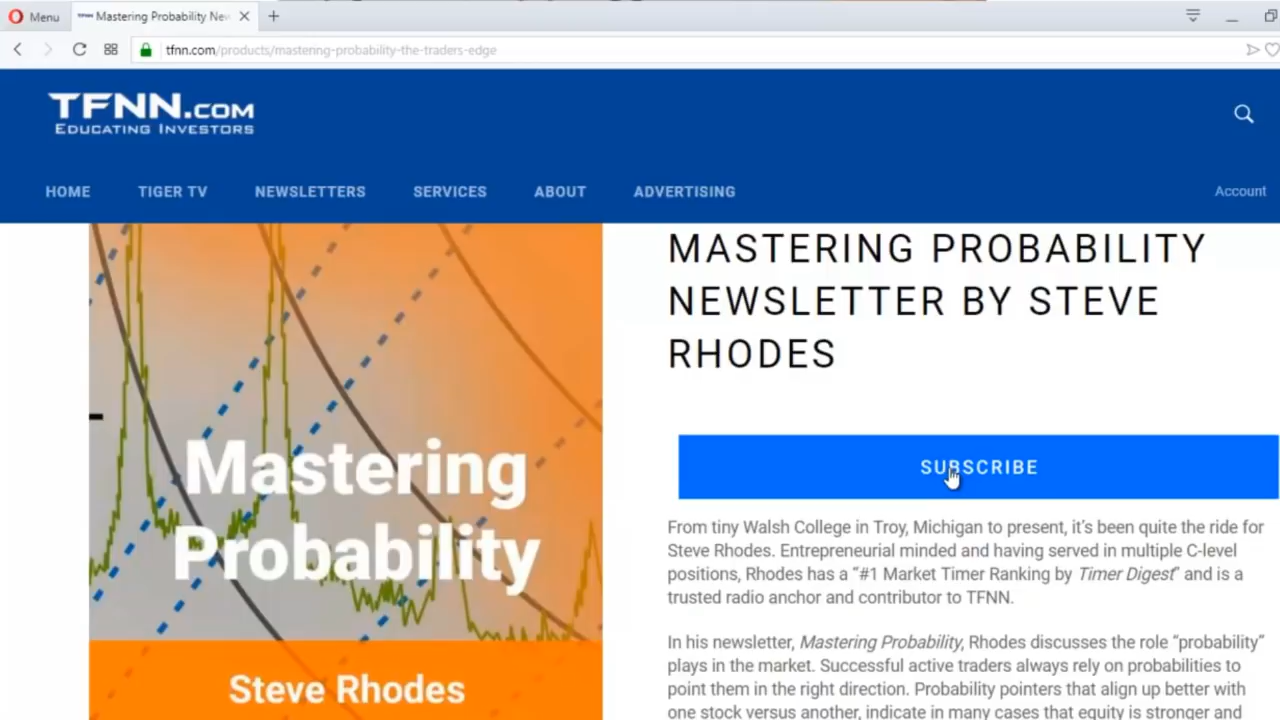 Menu
Mastering Probability New
tfnn.com/products/mastering-probability-the-traders-edge
TFNN.COM
EDUCATING INVESTORS
HOME TIGER TV NEWSLETTERS SERVICES ABOUT ADVERTISING Account
MASTERING PROBABILITY
NEWSLETTER BY STEVE
RHODES
Mastering
Probability
Steve Rhodes
SUBSCRIBE
From tiny Walsh College in Troy, Michigan to present, it's been quite the ride for
Steve Rhodes. Entrepreneurial minded and having served in multiple C-level
positions, Rhodes has a “#1 Market Timer Ranking by Timer Digest” and is a
trusted radio anchor and contributor to TFNN.
In his newsletter, Mastering Probability, Rhodes discusses the role “probability”
plays in the market. Successful active traders always rely on probabilities to
point them in the right direction. Probability pointers that align up better with
one stock versus another, indicate in many cases that equity is stronger and